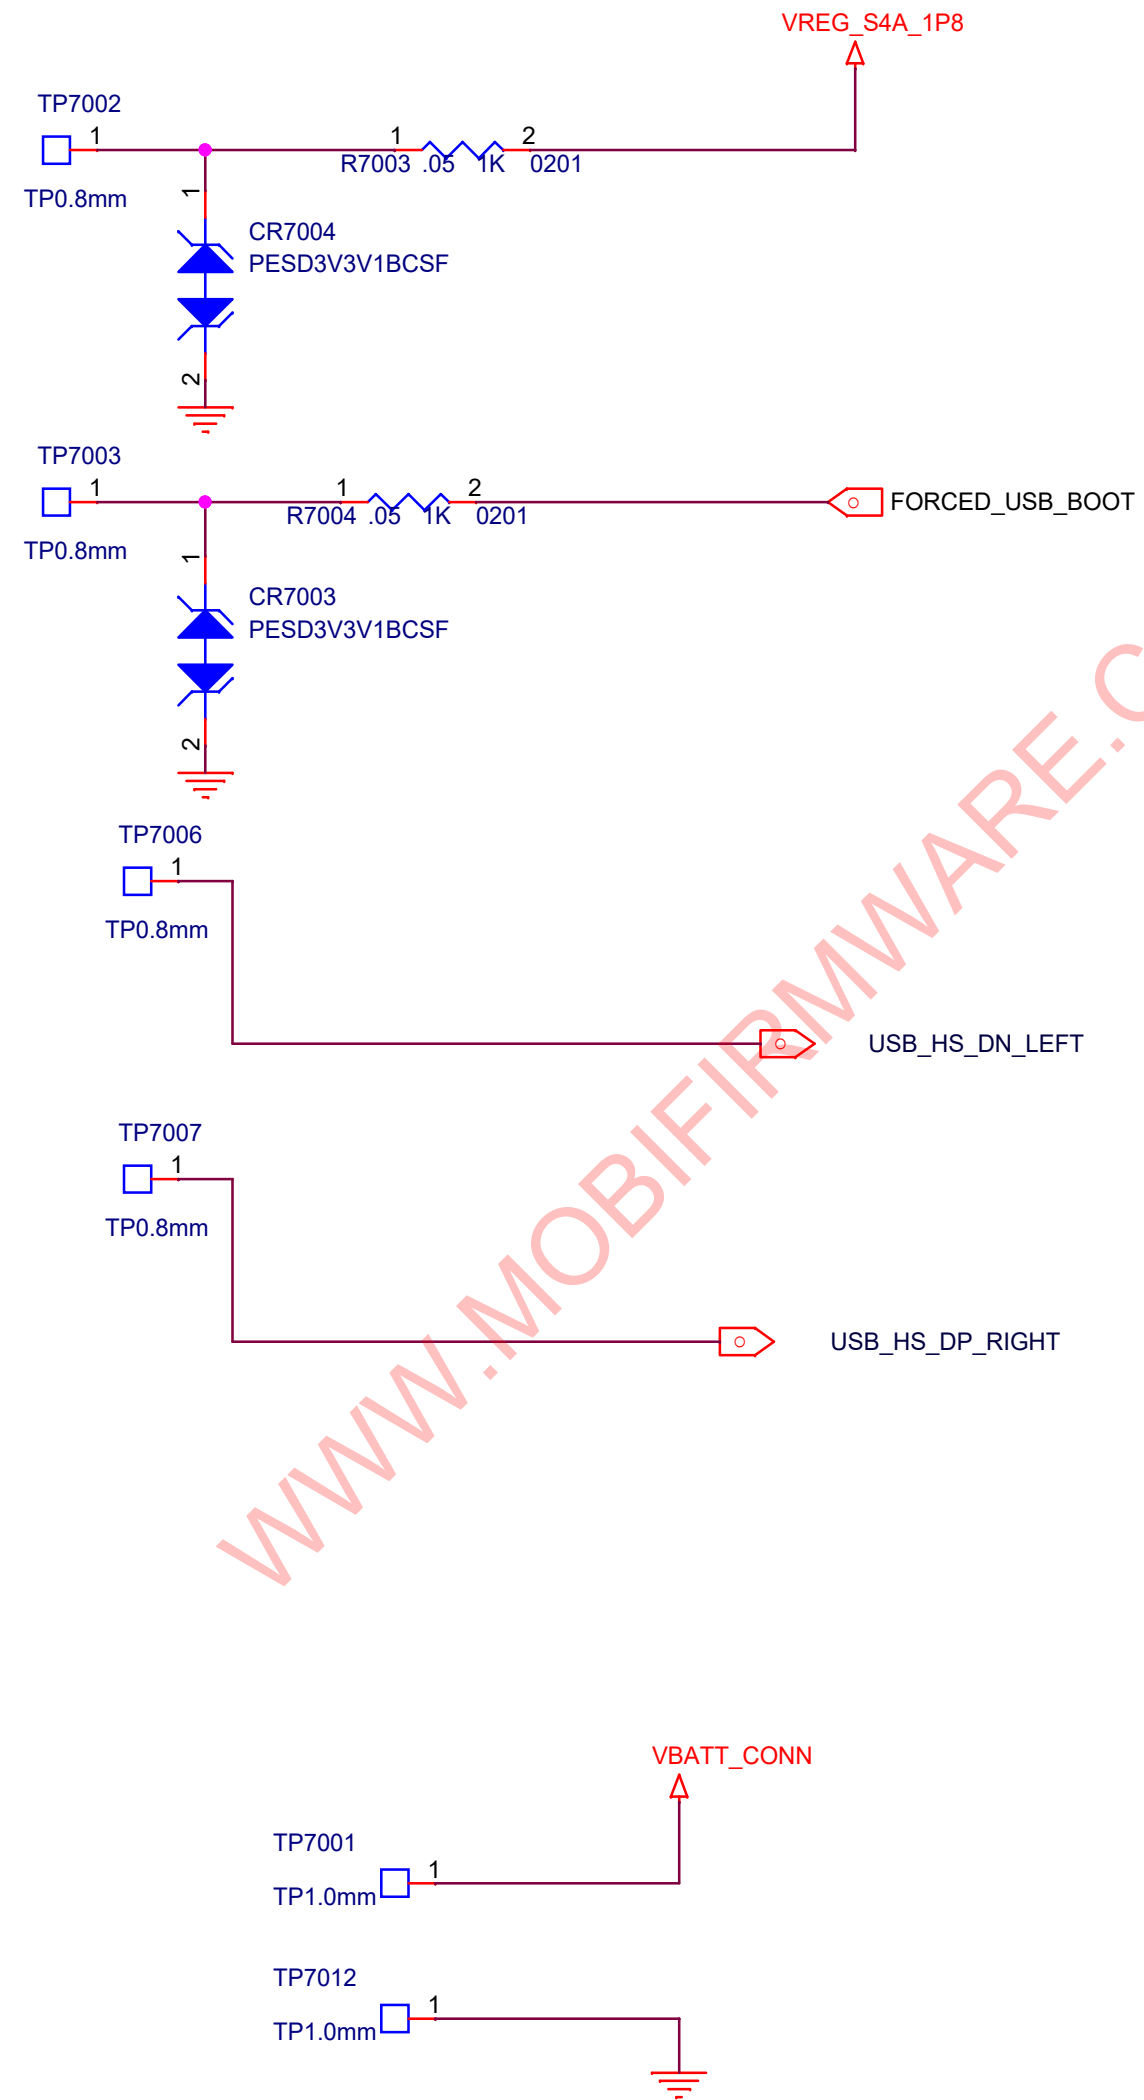 VREG_S4A_1P8
TP7002
1
1
2
R7003 .05 1K 0201
TP0.8mm
1
CR7004
PESD3V3V1BCSF
2
TP7003
1
1
2
R7004 .05 1K 0201
FORCED_USB_BOOT
TP0.8mm
1
CR7003
PESD3V3V1BCSF
2
TP7006
1
TP0.8mm
USB_HS_DN_LEFT
TP7007
1
TP0.8mm
USB_HS_DP_RIGHT
WWW.MOBIFIRMWARE.C
VBATT_CONN
TP7001
1
TP1.0mm
TP7012
1
TP1.0mm